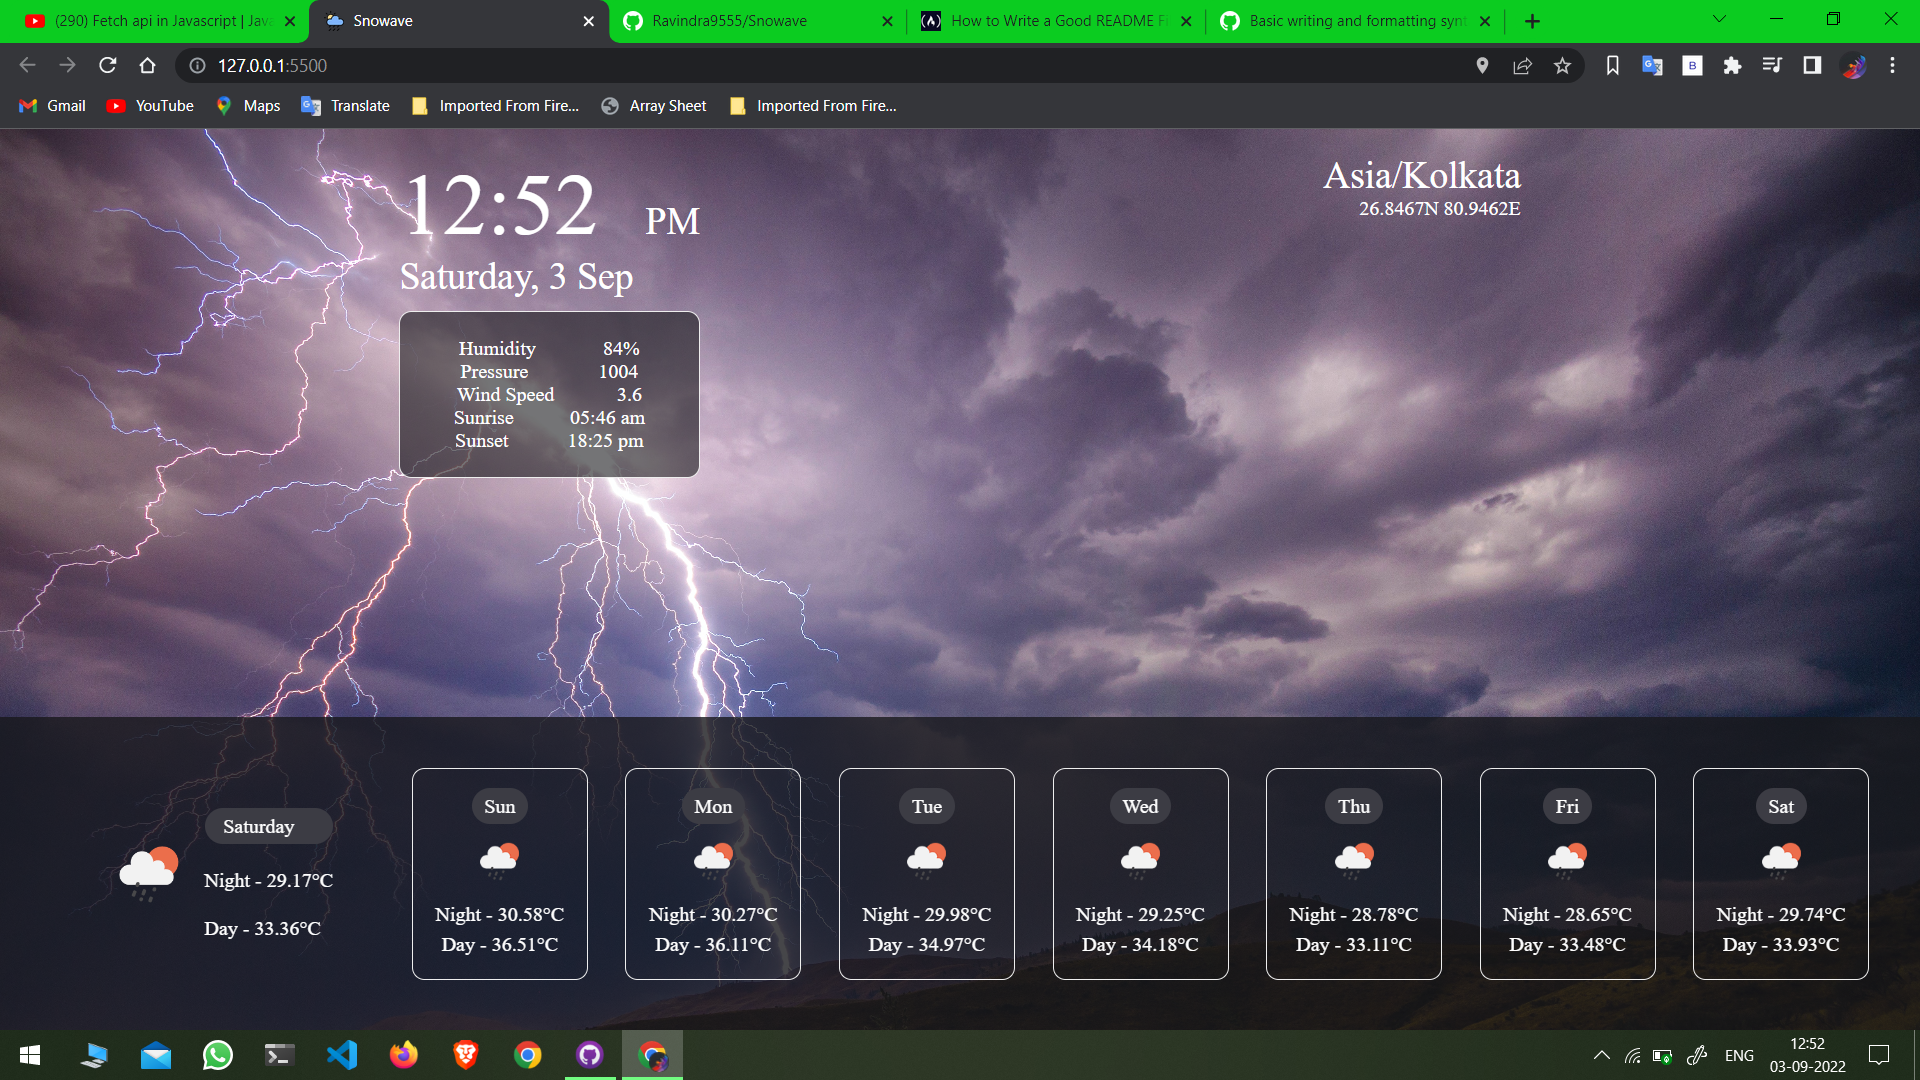 (290) Fetch api in Javascript | Java
Snowave
Ravindra9555/Snowave
How to Write a Good README Fi
Basic writing and formatting synt
127.0.0.1:5500
Gmail
YouTube
Maps
Translate
Imported From Fire...
Array Sheet
Imported From Fire...
12:52 PM
Saturday, 3 Sep
Asia/Kolkata
26.8467N 80.9462E
Humidity 84%
Pressure 1004
Wind Speed 3.6
Sunrise 05:46 am
Sunset 18:25 pm
Saturday
Night - 29.17°C
Day - 33.36°C
Sun
Night - 30.58°C
Day - 36.51°C
Mon
Night - 30.27°C
Day - 36.11°C
Tue
Night - 29.98°C
Day - 34.97°C
Wed
Night - 29.25°C
Day - 34.18°C
Thu
Night - 28.78°C
Day - 33.11°C
Fri
Night - 28.65°C
Day - 33.48°C
Sat
Night - 29.74°C
Day - 33.93°C
ENG
12:52
03-09-2022